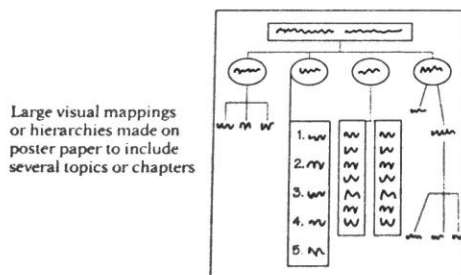 Large visual mappings
or hierarchies made on
poster paper to include
several topics or chapters
1.
2.
3.
4.
5.